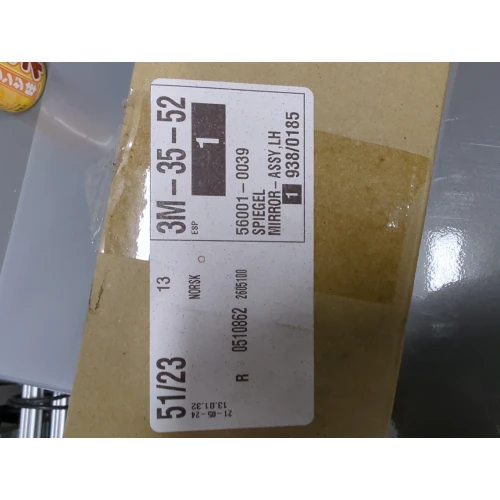 51/23 13 3M-35-52
NORSK ESP 1
R 0510862 2605100 56001-0039
SPIEGEL
MIRROR-ASSY,LH
1 938/0185
21-05-24
13.01.32